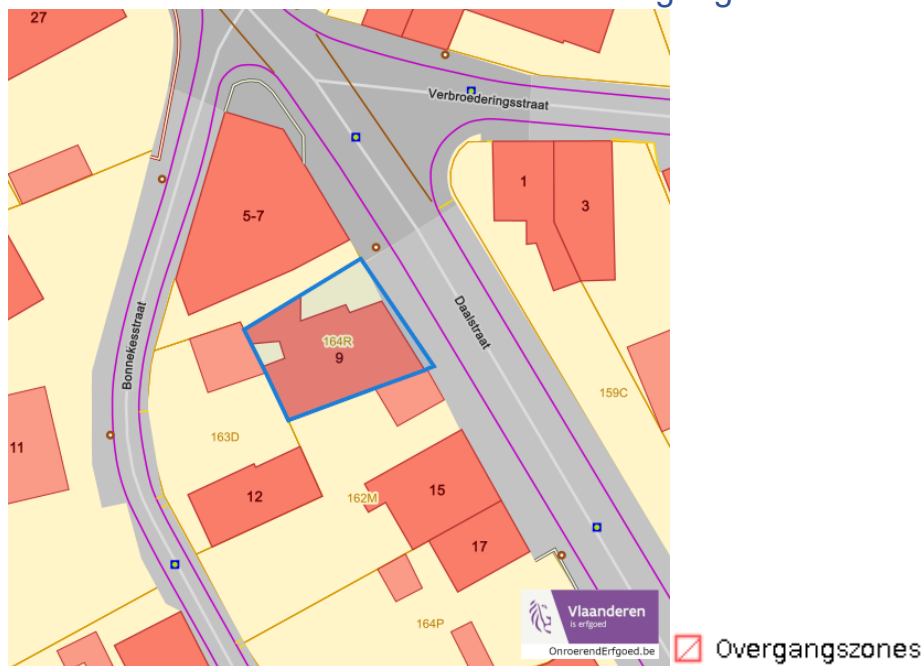 27
Verbroederingsstraat
1
3
5-7
Bonnekesstraat
Daalstraat
164R
9
159C
163D
11
12
162M
15
17
164P
Vlaanderen
is erfgoed
OnroerendErfgoed.be
Overgangszones